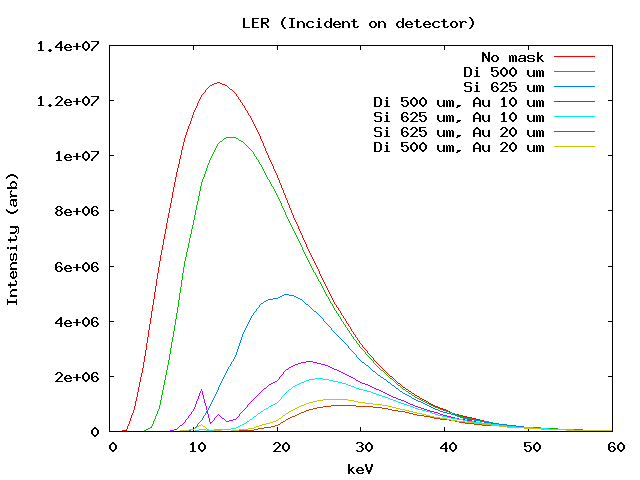 LER (Incident on detector)
1.4e+07
1.2e+07
1e+07
8e+06
6e+06
4e+06
2e+06
0
Intensity (arb)
No mask
Di 500 um
Si 625 um
Di 500 um, Au 10 um
Si 625 um, Au 10 um
Si 625 um, Au 20 um
Di 500 um, Au 20 um
0 10 20 30 40 50 60
keV